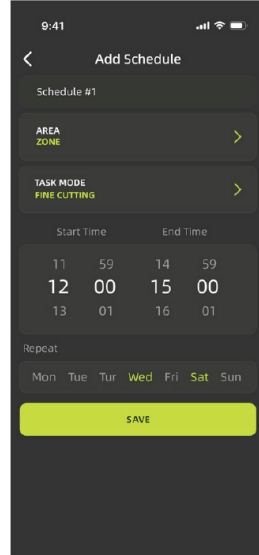 9:41
Add Schedule
Schedule #1
AREA
ZONE
TASK MODE
FINE CUTTING
Start Time End Time
11 59 14 59
12 00 15 00
13 01 16 01
Repeat
Mon Tue Tur Wed Fri Sat Sun
SAVE